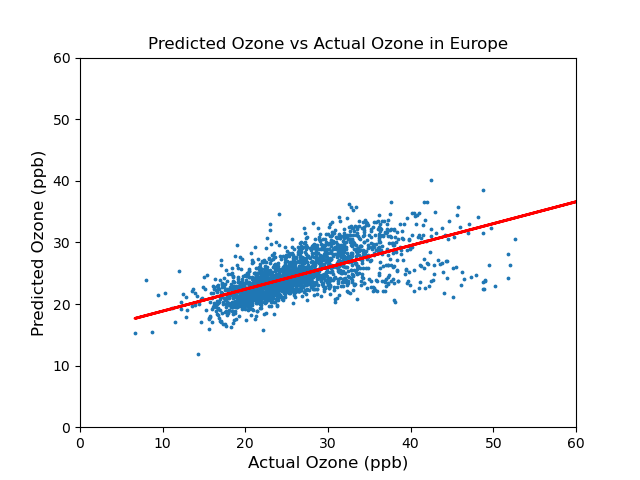 Predicted Ozone vs Actual Ozone in Europe
60
50
40
30
20
10
0
Predicted Ozone (ppb)
0 10 20 30 40 50 60
Actual Ozone (ppb)